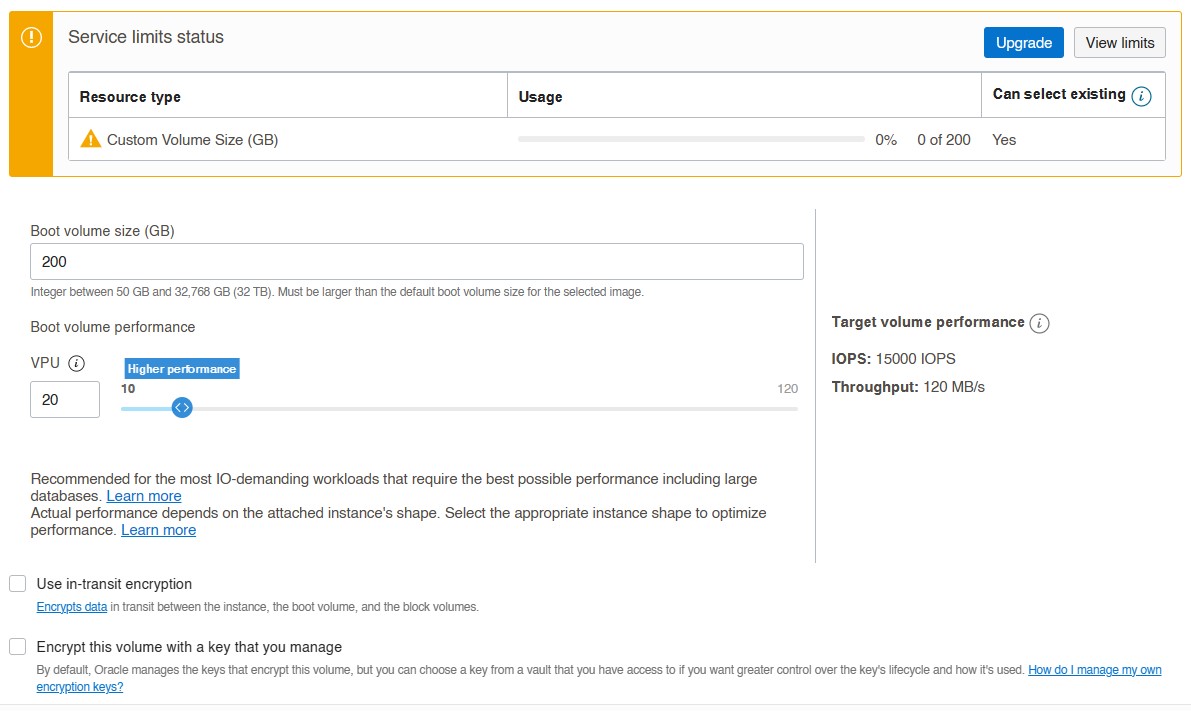 Service limits status
Upgrade
View limits
Resource type
Usage
Can select existing
Custom Volume Size (GB)
0%
0 of 200
Yes
Boot volume size (GB)
200
Integer between 50 GB and 32,768 GB (32 TB). Must be larger than the default boot volume size for the selected image.
Boot volume performance
VPU
Higher performance
20
10
120
Target volume performance
IOPS: 15000 IOPS
Throughput: 120 MB/s
Recommended for the most IO-demanding workloads that require the best possible performance including large
databases. Learn more
Actual performance depends on the attached instance's shape. Select the appropriate instance shape to optimize
performance. Learn more
Use in-transit encryption
Encrypts data in transit between the instance, the boot volume, and the block volumes.
Encrypt this volume with a key that you manage
By default, Oracle manages the keys that encrypt this volume, but you can choose a key from a vault that you have access to if you want greater control over the key's lifecycle and how it's used. How do I manage my own
encryption keys?